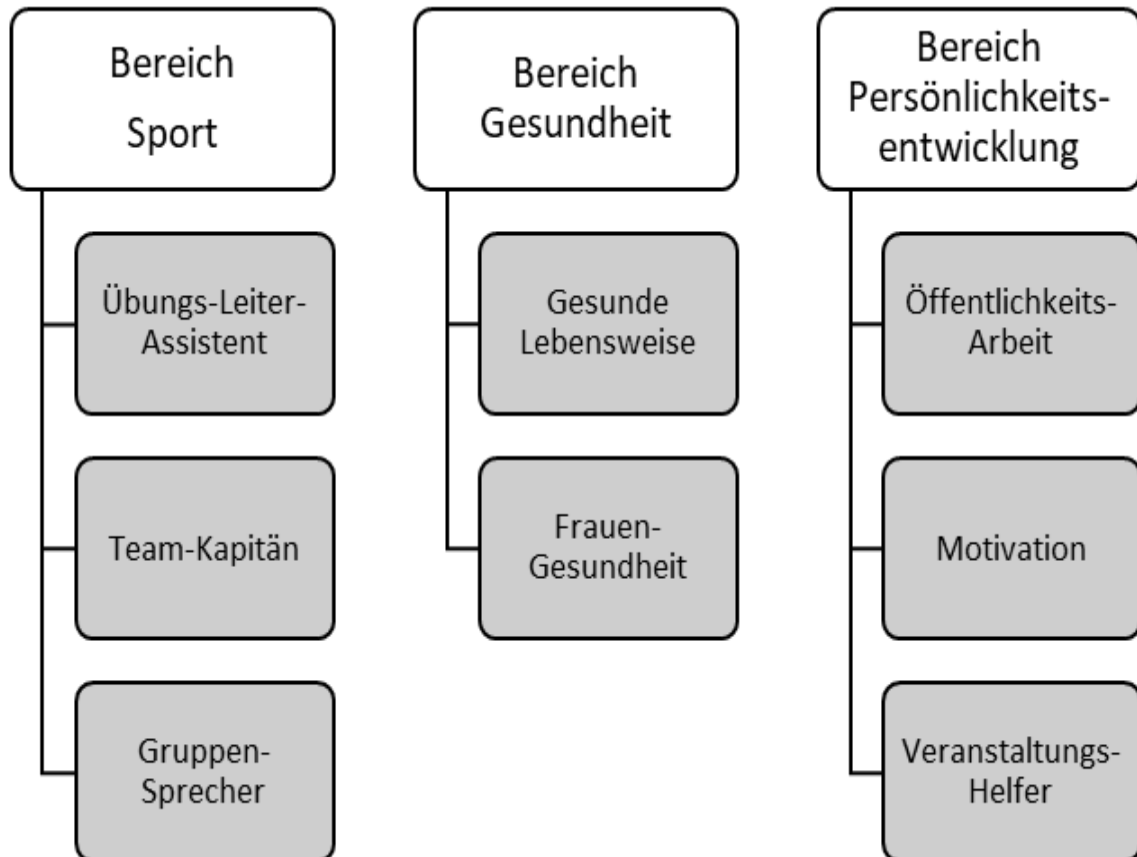 Bereich
Sport
Übungs-Leiter-
Assistent
Team-Kapitän
Gruppen-
Sprecher
Bereich
Gesundheit
Gesunde
Lebensweise
Frauen-
Gesundheit
Bereich
Persönlichkeits-
entwicklung
Öffentlichkeits-
Arbeit
Motivation
Veranstaltungs-
Helfer